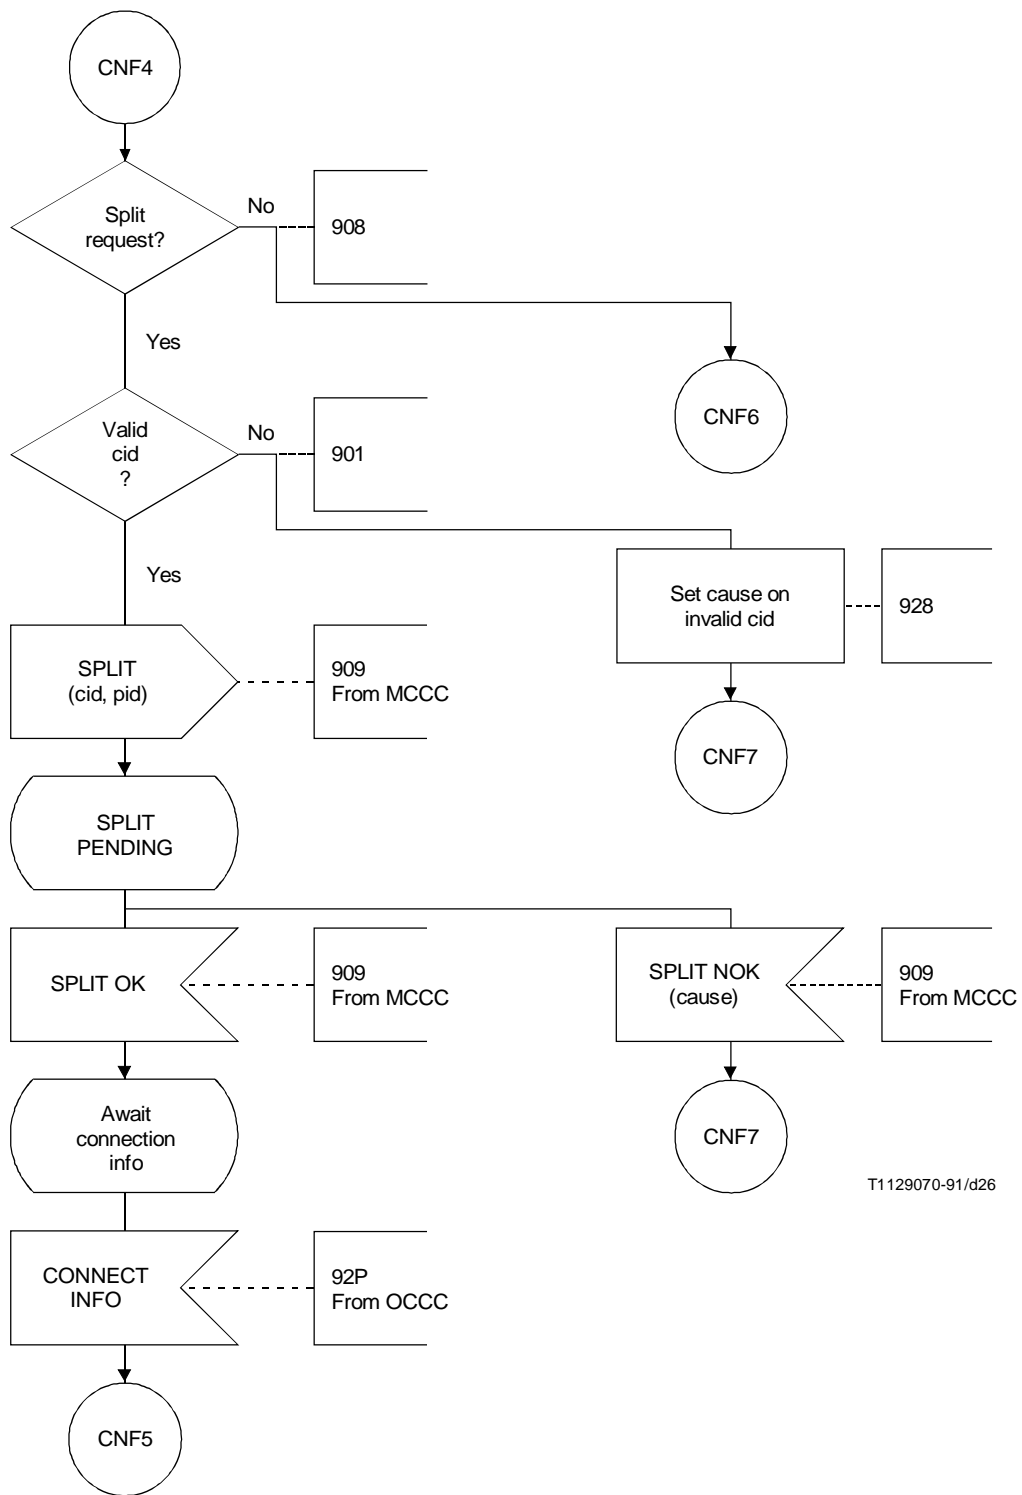 CNF4
Split
request?
No
908
Yes
CNF6
Valid
cid
?
No
901
Yes
Set cause on
invalid cid
928
SPLIT
(cid, pid)
909
From MCCC
CNF7
SPLIT
PENDING
SPLIT OK
909
From MCCC
SPLIT NOK
(cause)
909
From MCCC
Await
connection
info
CNF7
T1129070-91/d26
CONNECT
INFO
92P
From OCCC
CNF5